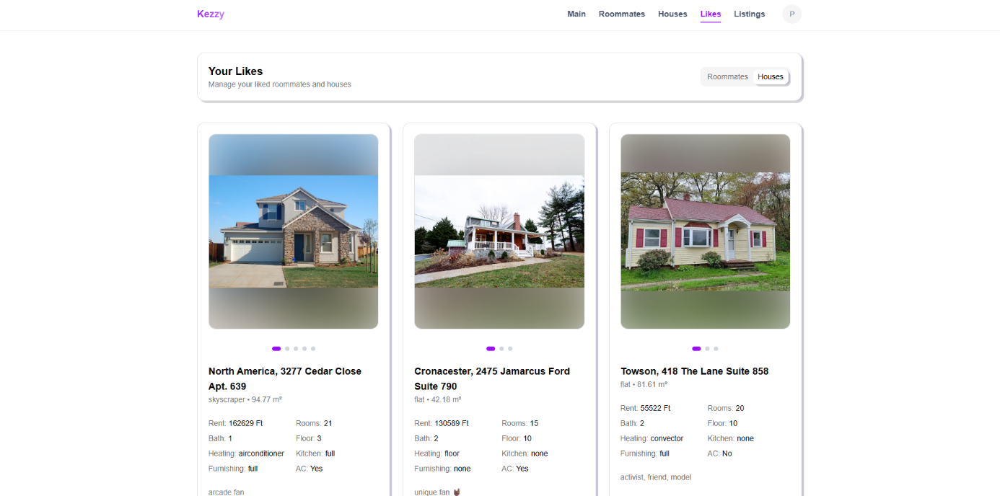 Kezzy
Main Roommates Houses Likes Listings P
Your Likes
Manage your liked roommates and houses
Roommates Houses
North America, 3277 Cedar Close
Apt. 639
skyscraper • 94.77 m²
Rent: 162629 Ft Rooms: 21
Bath: 1 Floor: 3
Heating: airconditioner Kitchen: full
Furnishing: full AC: Yes
arcade fan
Cronacester, 2475 Jamarcus Ford
Suite 790
flat • 42.18 m²
Rent: 130589 Ft Rooms: 15
Bath: 2 Floor: 10
Heating: floor Kitchen: none
Furnishing: none AC: Yes
unique fan 🤘🏿
Towson, 418 The Lane Suite 858
flat • 81.61 m²
Rent: 55522 Ft Rooms: 20
Bath: 2 Floor: 10
Heating: convector Kitchen: none
Furnishing: full AC: No
activist, friend, model